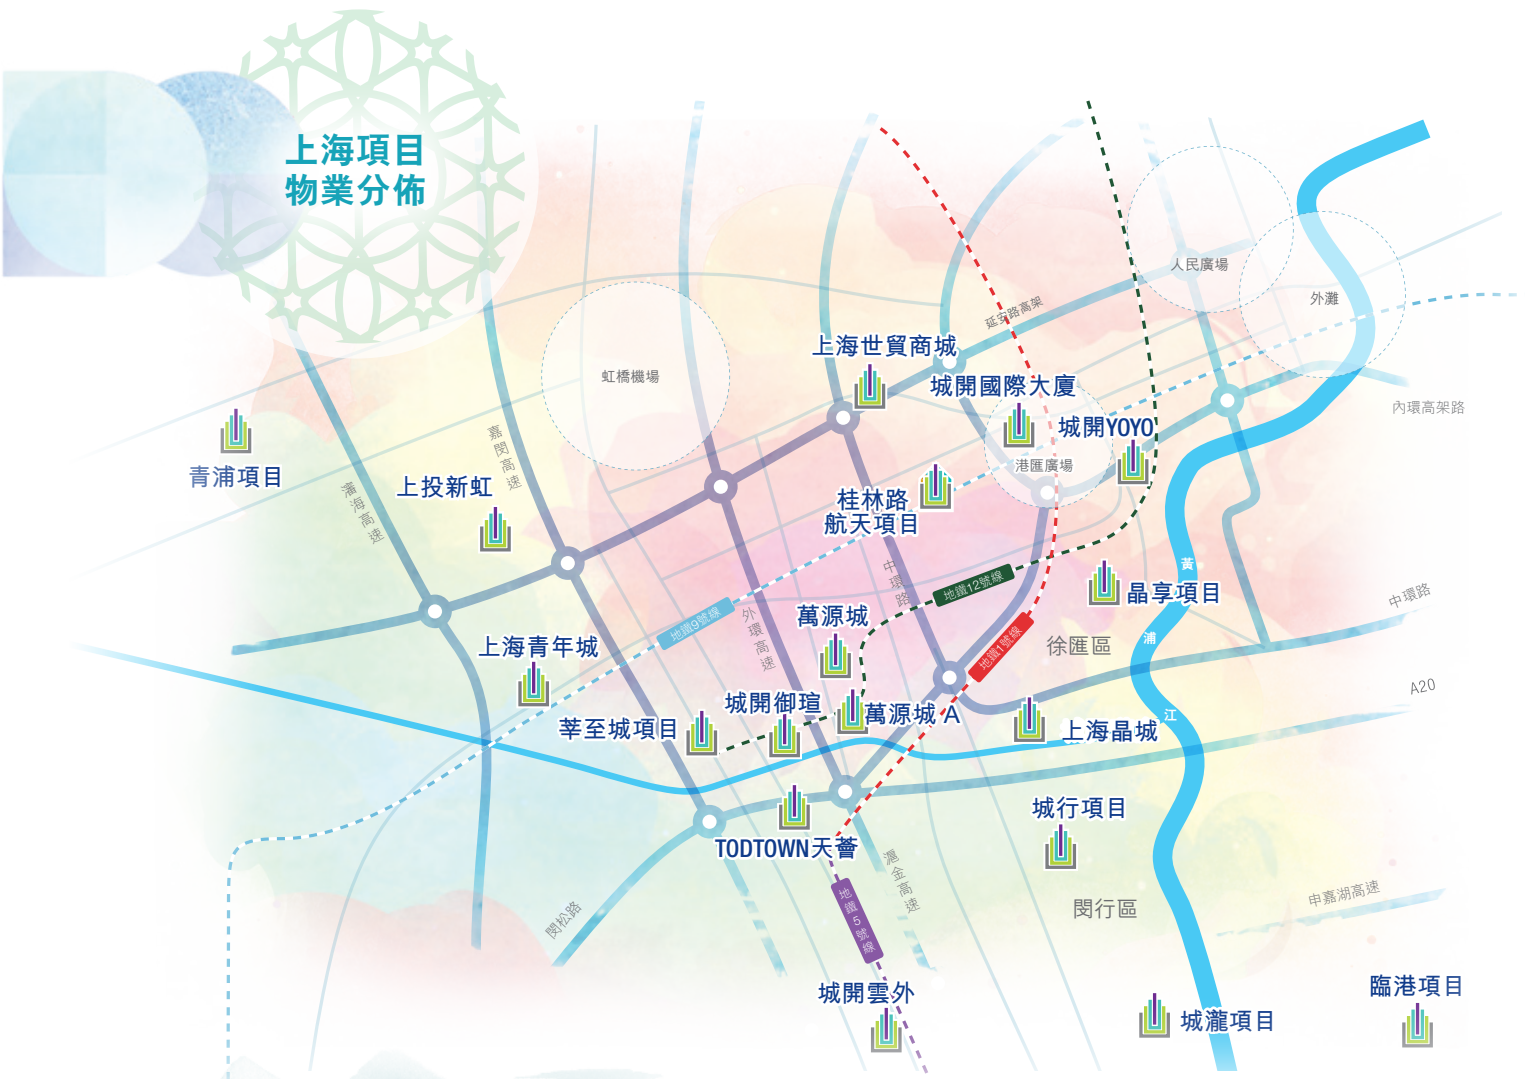 上海項目
物業分佈
人民廣場
外灘
延安路高架
上海世貿商城
虹橋機場
城開國際大廈
內環高架路
城開YOYO
嘉閔高速
港匯廣場
青浦項目
上投新虹
瀋海高速
桂林路
航天項目
中環路
黃浦江
地鐵12號線
晶享項目
中環路
萬源城
地鐵9號線
外環高速
地鐵1號線
徐匯區
上海青年城
A20
城開御瑄
萬源城 A
莘至城項目
上海晶城
城行項目
TODTOWN天薈
滬金高速
申嘉湖高速
閔行區
地鐵5號線
閔松路
臨港項目
城開雲外
城瀧項目